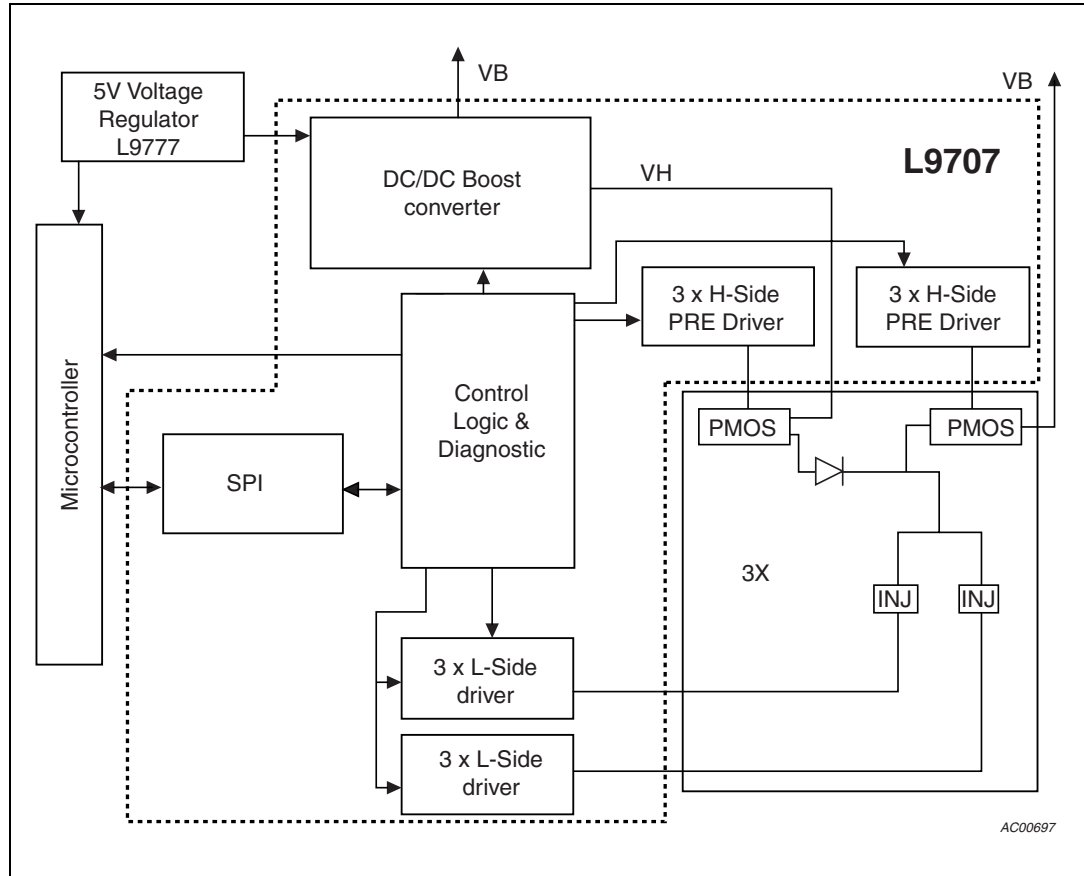 VB
VB
5V Voltage
Regulator
L9777
L9707
DC/DC Boost
converter
VH
3 x H-Side
PRE Driver
3 x H-Side
PRE Driver
Microcontroller
Control
Logic &
Diagnostic
PMOS
PMOS
SPI
3X
INJ
INJ
3 x L-Side
driver
3 x L-Side
driver
AC00697